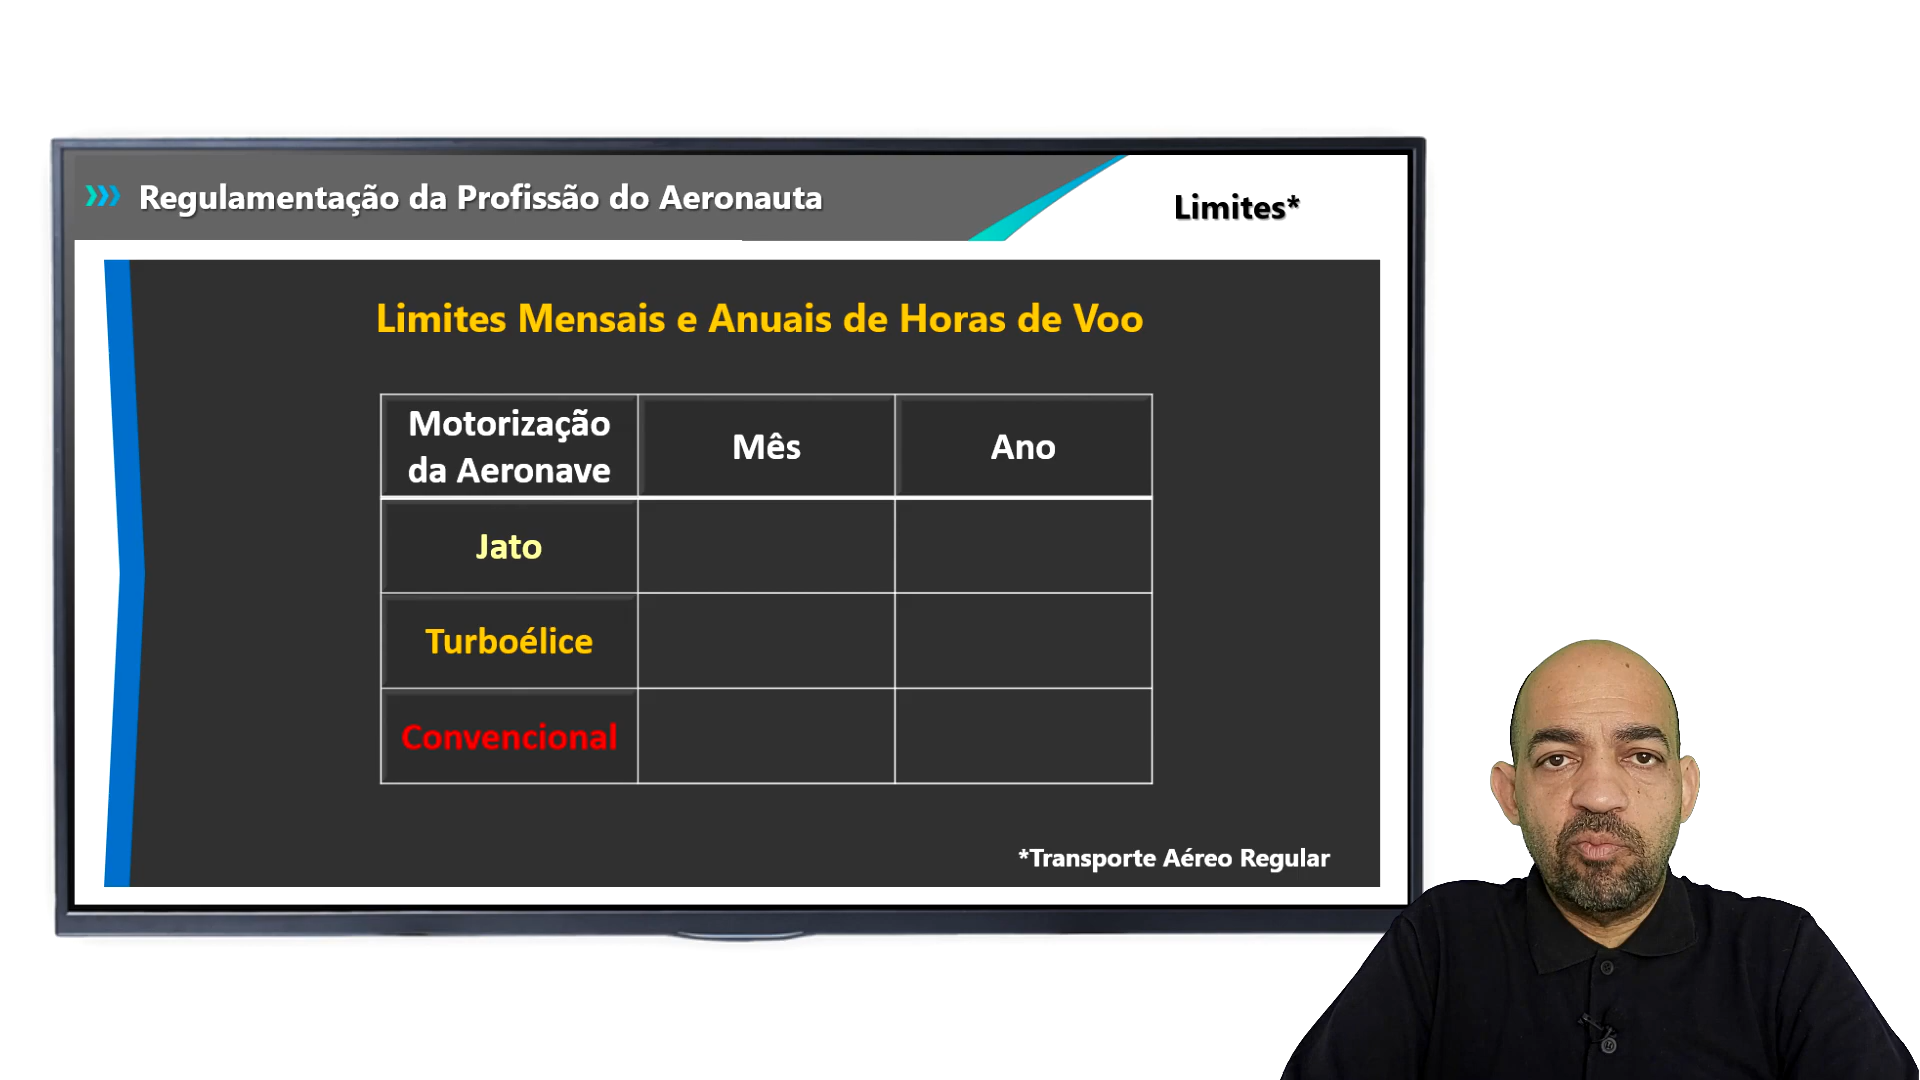 Regulamentação da Profissão do Aeronauta
Limites*
Limites Mensais e Anuais de Horas de Voo
Motorização
da Aeronave
Mês
Ano
Jato
Turboélice
Convencional
*Transporte Aéreo Regular